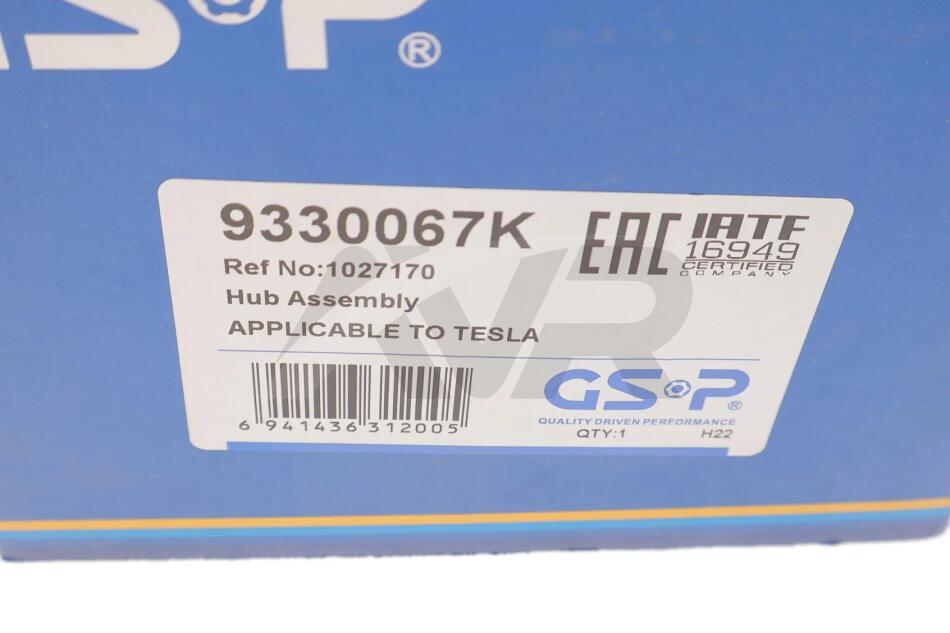 GSP®
9330067K
Ref No:1027170
Hub Assembly
APPLICABLE TO TESLA
EAC
IATF
16949
CERTIFIED
COMPANY
6 941436 312005
GSP®
QUALITY DRIVEN PERFORMANCE
QTY:1 H22